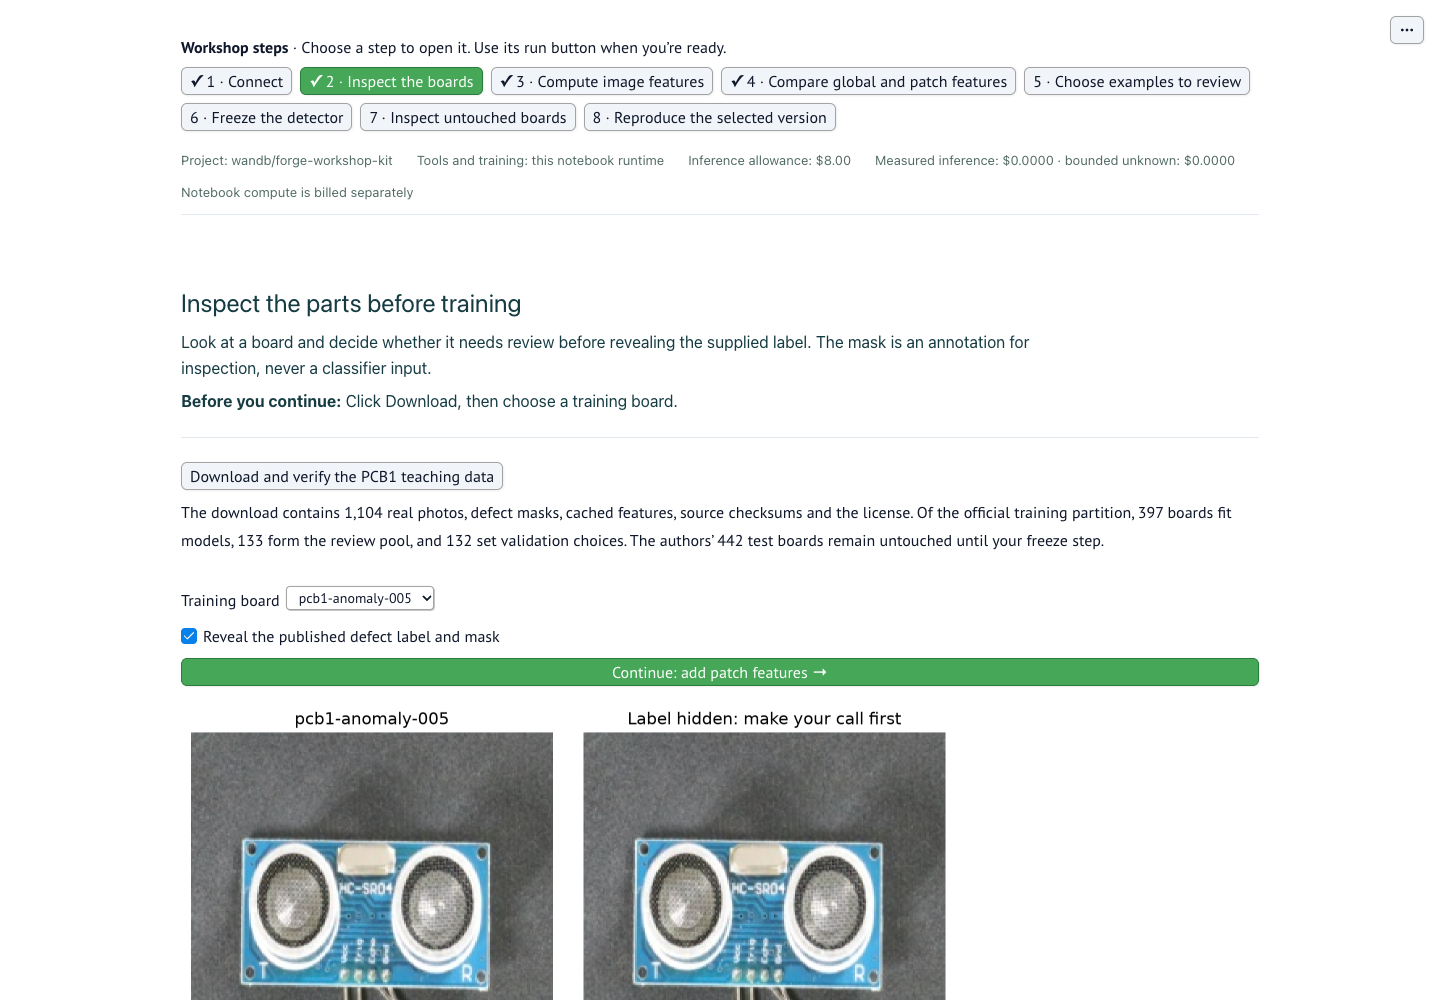 ...
Workshop steps · Choose a step to open it. Use its run button when you're ready.
✓ 1 · Connect
✓ 2 · Inspect the boards
✓ 3 · Compute image features
✓ 4 · Compare global and patch features
5 · Choose examples to review
6 · Freeze the detector
7 · Inspect untouched boards
8 · Reproduce the selected version
Project: wandb/forge-workshop-kit Tools and training: this notebook runtime Inference allowance: $8.00 Measured inference: $0.0000 · bounded unknown: $0.0000
Notebook compute is billed separately
Inspect the parts before training
Look at a board and decide whether it needs review before revealing the supplied label. The mask is an annotation for
inspection, never a classifier input.
Before you continue: Click Download, then choose a training board.
Download and verify the PCB1 teaching data
The download contains 1,104 real photos, defect masks, cached features, source checksums and the license. Of the official training partition, 397 boards fit
models, 133 form the review pool, and 132 set validation choices. The authors' 442 test boards remain untouched until your freeze step.
Training board pcb1-anomaly-005
Reveal the published defect label and mask
Continue: add patch features →
pcb1-anomaly-005
Label hidden: make your call first
HC-SR04
Vcc
Trig
Echo
Gnd
T
R
HC-SR04
Vcc
Trig
Echo
Gnd
T
R